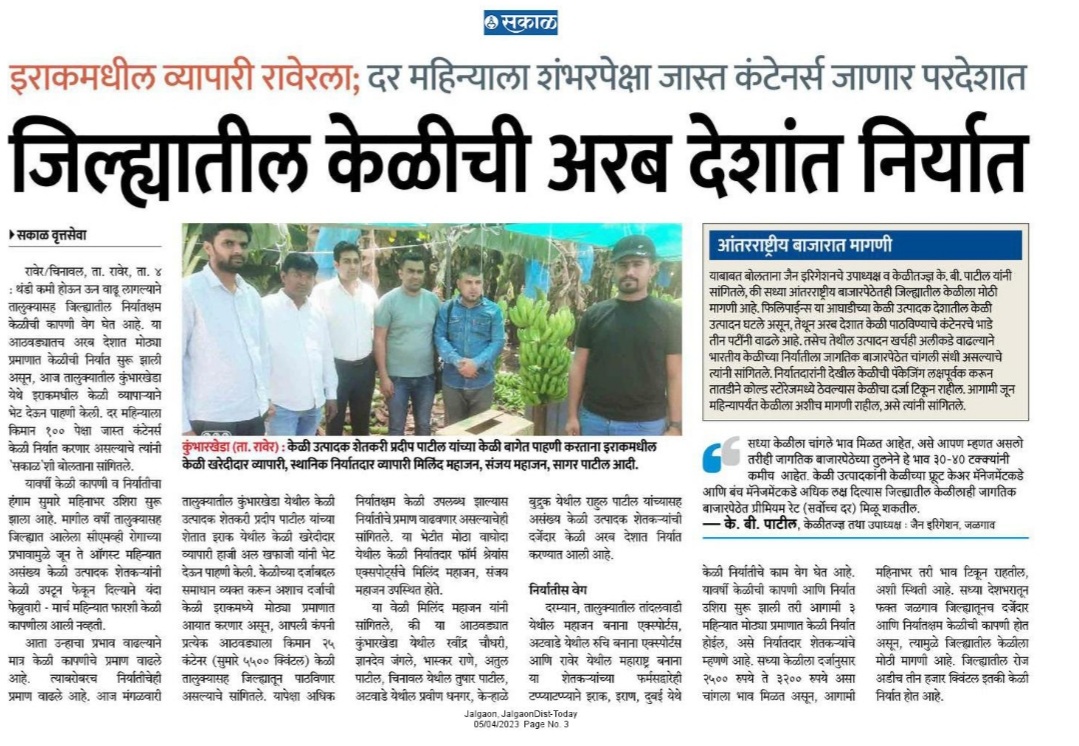 सकाळ
इराकमधील व्यापारी रावेरला; दर महिन्याला शंभरपेक्षा जास्त कंटेनर्स जाणार परदेशात
जिल्ह्यातील केळीची अरब देशांत निर्यात
सकाळ वृत्तसेवा
रावेर/चिनावल, ता. रावेर, ता. ४
: थंडी कमी होऊन ऊन वाढू लागल्याने
तालुक्यासह जिल्ह्यातील निर्यातक्षम
केळीची कापणी वेग घेत आहे. या
आठवड्यातच अरब देशात मोठ्या
प्रमाणात केळीची निर्यात सुरू झाली
असून, आज तालुक्यातील कुंभारखेडा
येथे इराकमधील केळी व्यापाऱ्याने
भेट देऊन पाहणी केली. दर महिन्याला
किमान १०० पेक्षा जास्त कंटेनर्स
केळी निर्यात करणार असल्याचे त्यांनी
'सकाळ'शी बोलताना सांगितले.
यावर्षी केळी कापणी व निर्यातीचा
हंगाम सुमारे महिनाभर उशिरा सुरू
झाला आहे. मागील वर्षी तालुक्यासह
जिल्ह्यात आलेला सीएमव्ही रोगाच्या
प्रभावामुळे जून ते ऑगस्ट महिन्यात
असंख्य केळी उत्पादक शेतकऱ्यांनी
केळी उपटून फेकून दिल्याने यंदा
फेब्रुवारी - मार्च महिन्यात फारशी केळी
कापणीला आली नव्हती.
आता उन्हाचा प्रभाव वाढल्याने
मात्र केळी कापणीचे प्रमाण वाढले
आहे. त्याबरोबरच निर्यातीचेही
प्रमाण वाढले आहे. आज मंगळवारी
कुंभारखेडा (ता. रावेर) : केळी उत्पादक शेतकरी प्रदीप पाटील यांच्या केळी बागेत पाहणी करताना इराकमधील
केळी खरेदीदार व्यापारी, स्थानिक निर्यातदार व्यापारी मिलिंद महाजन, संजय महाजन, सागर पाटील आदी.
तालुक्यातील कुंभारखेडा येथील केळी
उत्पादक शेतकरी प्रदीप पाटील यांच्या
शेतात इराक येथील केळी खरेदीदार
व्यापारी हाजी अल खफाजी यांनी भेट
देऊन पाहणी केली. केळीच्या दर्जाबद्दल
समाधान व्यक्त करून अशाच दर्जाची
केळी इराकमध्ये मोठ्या प्रमाणात
आयात करणार असून, आपली कंपनी
प्रत्येक आठवड्याला किमान २५
कंटेनर (सुमारे ५५०० क्विंटल) केळी
तालुक्यासह जिल्ह्यातून पाठविणार
असल्याचे सांगितले. यापेक्षा अधिक
निर्यातक्षम केळी उपलब्ध झाल्यास
निर्यातीचे प्रमाण वाढवणार असल्याचेही
सांगितले. या भेटीत मोठा वाघोदा
येथील केळी निर्यातदार फॉर्म श्रेयांस
एक्सपोर्ट्सचे मिलिंद महाजन, संजय
महाजन उपस्थित होते.
या वेळी मिलिंद महाजन यांनी
सांगितले, की या आठवड्यात
कुंभारखेडा येथील रवींद्र चौधरी,
ज्ञानदेव जंगले, भास्कर राणे, अतुल
पाटील, चिनावल येथील तुषार पाटील,
अटवाडे येथील प्रवीण धनगर, केऱ्हाळे
बुद्रुक येथील राहुल पाटील यांच्यासह
असंख्य केळी उत्पादक शेतकऱ्यांची
दर्जेदार केळी अरब देशात निर्यात
करण्यात आली आहे.
निर्यातीस वेग
दरम्यान, तालुक्यातील तांदलवाडी
येथील महाजन बनाना एक्स्पोर्टस,
अटवाडे येथील रुचि बनाना एक्स्पोर्टस
आणि रावेर येथील महाराष्ट्र बनाना
या शेतकऱ्यांच्या फर्मसद्वारेही
टप्प्याटप्प्याने इराक, इराण, दुबई येथे
आंतरराष्ट्रीय बाजारात मागणी
याबाबत बोलताना जैन इरिगेशनचे उपाध्यक्ष व केळीतज्ज्ञ के. बी. पाटील यांनी
सांगितले, की सध्या आंतरराष्ट्रीय बाजारपेठेतही जिल्ह्यातील केळीला मोठी
मागणी आहे. फिलिपाईन्स या आघाडीच्या केळी उत्पादक देशातील केळी
उत्पादन घटले असून, तेथून अरब देशात केळी पाठविण्याचे कंटेनरचे भाडे
तीन पटींनी वाढले आहे. तसेच तेथील उत्पादन खर्चही अलीकडे वाढल्याने
भारतीय केळीच्या निर्यातीला जागतिक बाजारपेठेत चांगली संधी असल्याचे
त्यांनी सांगितले. निर्यातदारांनी देखील केळीची पॅकेजिंग लक्षपूर्वक करून
तातडीने कोल्ड स्टोरेजमध्ये ठेवल्यास केळीचा दर्जा टिकून राहील. आगामी जून
महिन्यापर्यंत केळीला अशीच मागणी राहील, असे त्यांनी सांगितले.
सध्या केळीला चांगले भाव मिळत आहेत, असे आपण म्हणत असलो
तरीही जागतिक बाजारपेठेच्या तुलनेने हे भाव ३०-४० टक्क्यांनी
कमीच आहेत. केळी उत्पादकांनी केळीच्या फ्रूट केअर मॅनेजमेंटकडे
आणि बंच मॅनेजमेंटकडे अधिक लक्ष दिल्यास जिल्ह्यातील केळीलाही जागतिक
बाजारपेठेत प्रीमियम रेट (सर्वोच्च दर) मिळू शकतील.
— के. बी. पाटील, केळीतज्ज्ञ तथा उपाध्यक्ष : जैन इरिगेशन, जळगाव
केळी निर्यातीचे काम वेग घेत आहे.
यावर्षी केळीची कापणी आणि निर्यात
उशिरा सुरू झाली तरी आगामी ३
महिन्यात मोठ्या प्रमाणात केळी निर्यात
होईल, असे निर्यातदार शेतकऱ्यांचे
म्हणणे आहे. सध्या केळीला दर्जानुसार
२५०० रुपये ते ३२०० रुपये असा
चांगला भाव मिळत असून, आगामी
महिनाभर तरी भाव टिकून राहतील,
अशी स्थिती आहे. सध्या देशभरातून
फक्त जळगाव जिल्ह्यातूनच दर्जेदार
आणि निर्यातक्षम केळीची कापणी होत
असून, त्यामुळे जिल्ह्यातील केळीला
मोठी मागणी आहे. जिल्ह्यातील रोज
अडीच तीन हजार क्विंटल इतकी केळी
निर्यात होत आहे.
Jalgaon, JalgaonDist-Today
05/04/2023 Page No. 3